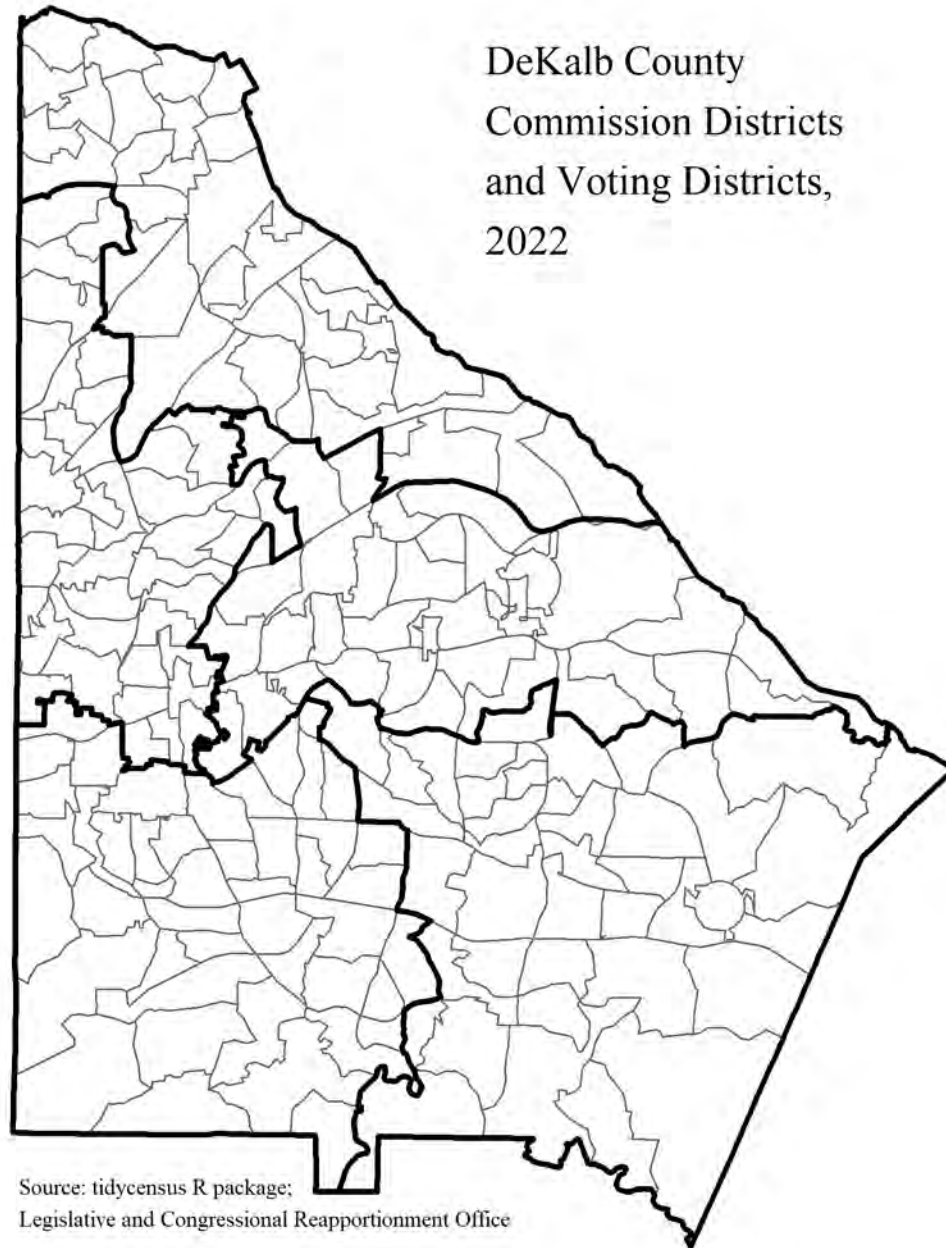 DeKalb County
Commission Districts
and Voting Districts,
2022
Source: tidycensus R package;
Legislative and Congressional Reapportionment Office